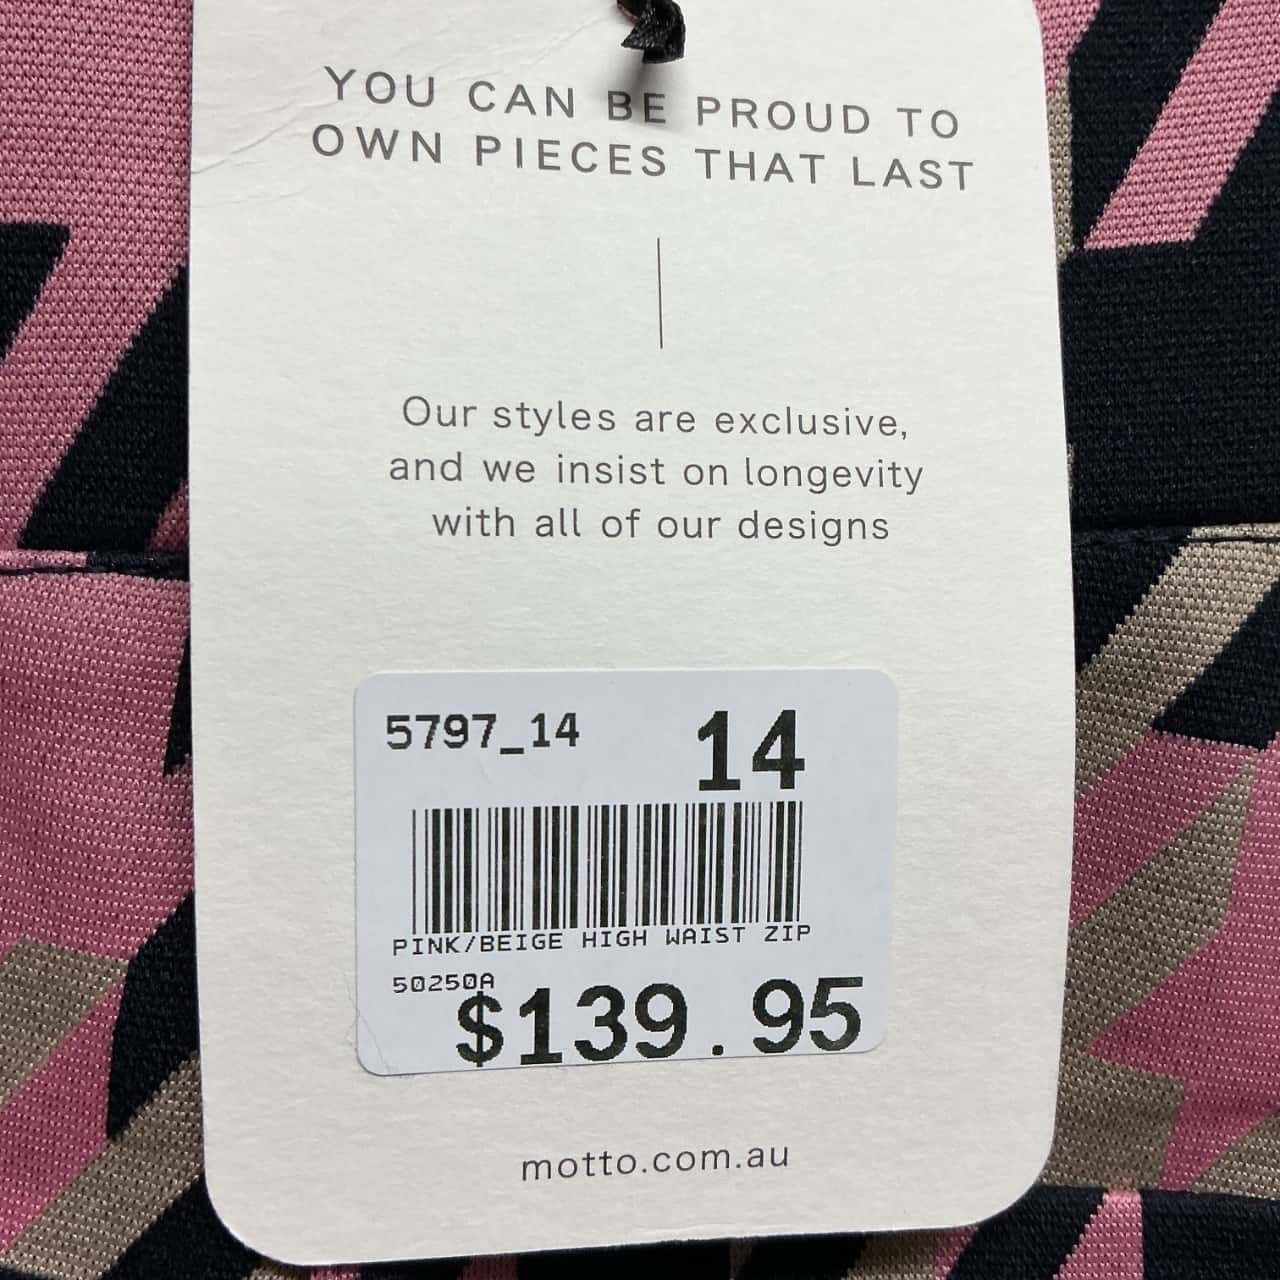 YOU CAN BE PROUD TO
OWN PIECES THAT LAST
Our styles are exclusive,
and we insist on longevity
with all of our designs
5797_14
14
PINK/BEIGE HIGH WAIST ZIP
50250A
$139.95
motto.com.au